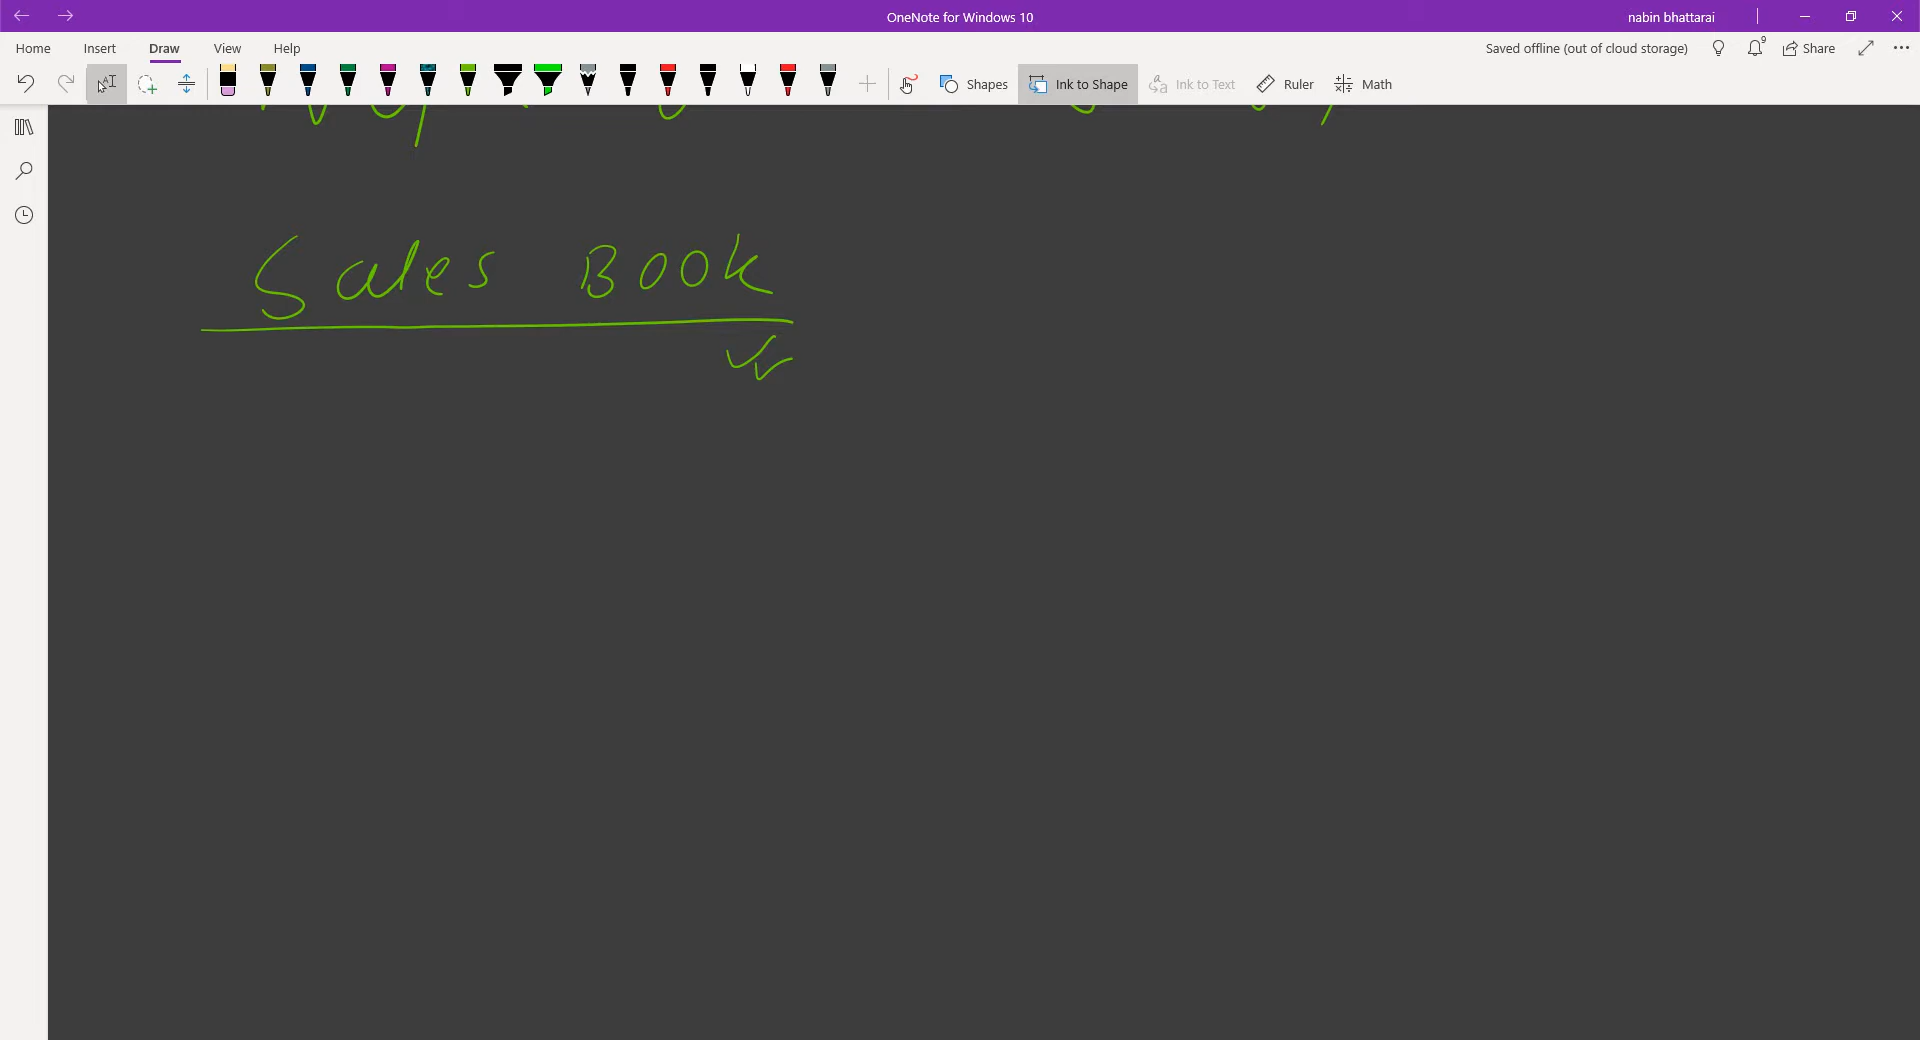 OneNote for Windows 10
nabin bhattarai
Home Insert Draw View Help
Saved offline (out of cloud storage) 9 Share
Shapes Ink to Shape Ink to Text Ruler Math
Sales Book